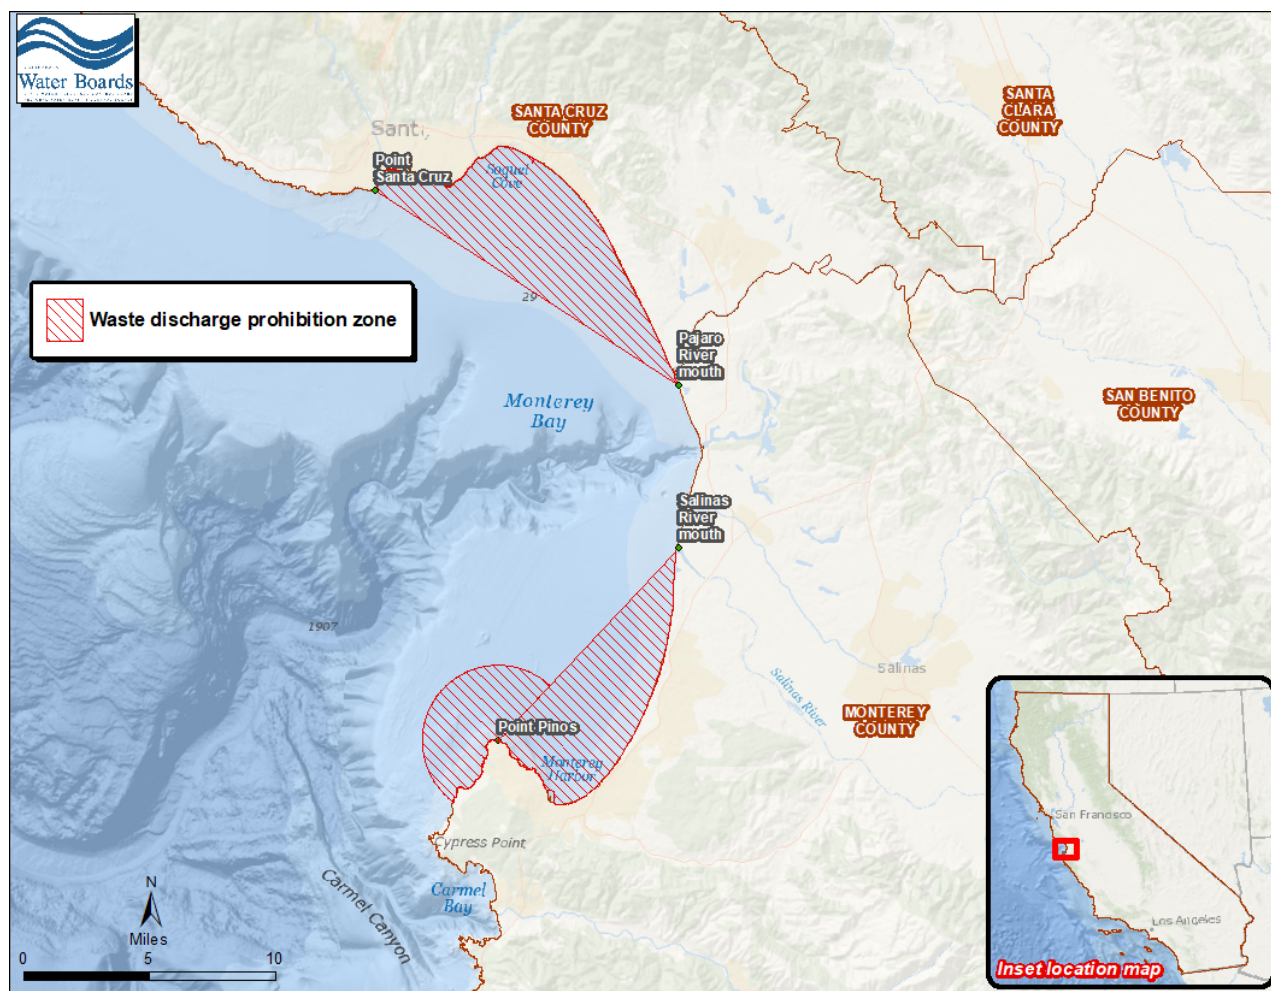 Water Boards
SANTA CRUZ
COUNTY
SANTA
CLARA
COUNTY
Point
Santa Cruz
Soquel
Cove
Waste discharge prohibition zone
29
Pajaro
River
mouth
Monterey
Bay
SAN BENITO
COUNTY
Salinas
River
mouth
1907
Salinas
Salinas River
MONTEREY
COUNTY
Point Pinos
Monterey
Harbor
Cypress Point
Carmel
Bay
Carmel Canyon
N
Miles
0 5 10
San Francisco
Los Angeles
Inset location map